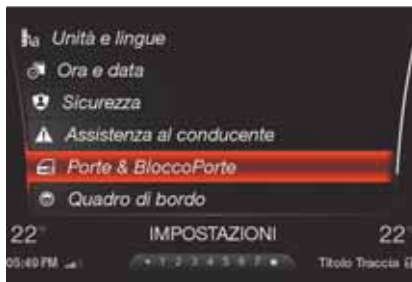 Unità e lingue
Ora e data
Sicurezza
Assistenza al conducente
Porte & BloccoPorte
Quadro di bordo
22° IMPOSTAZIONI 22°
05:49 PM 1 2 3 4 5 6 7 Titolo Traccia